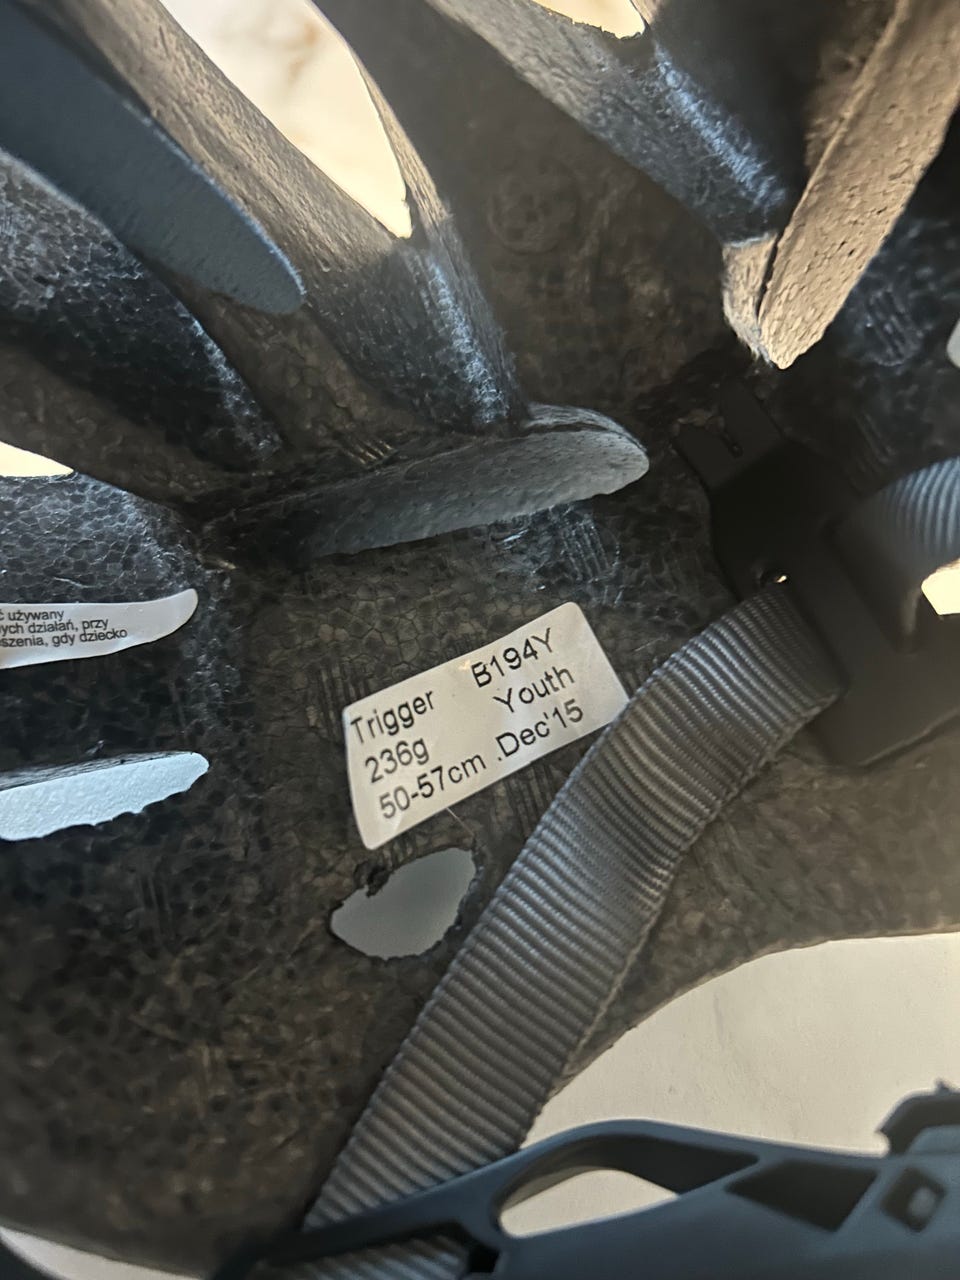 ć używany
ych działań, przy
szenia, gdy dziecko
Trigger B194Y
236g Youth
50-57cm .Dec'15